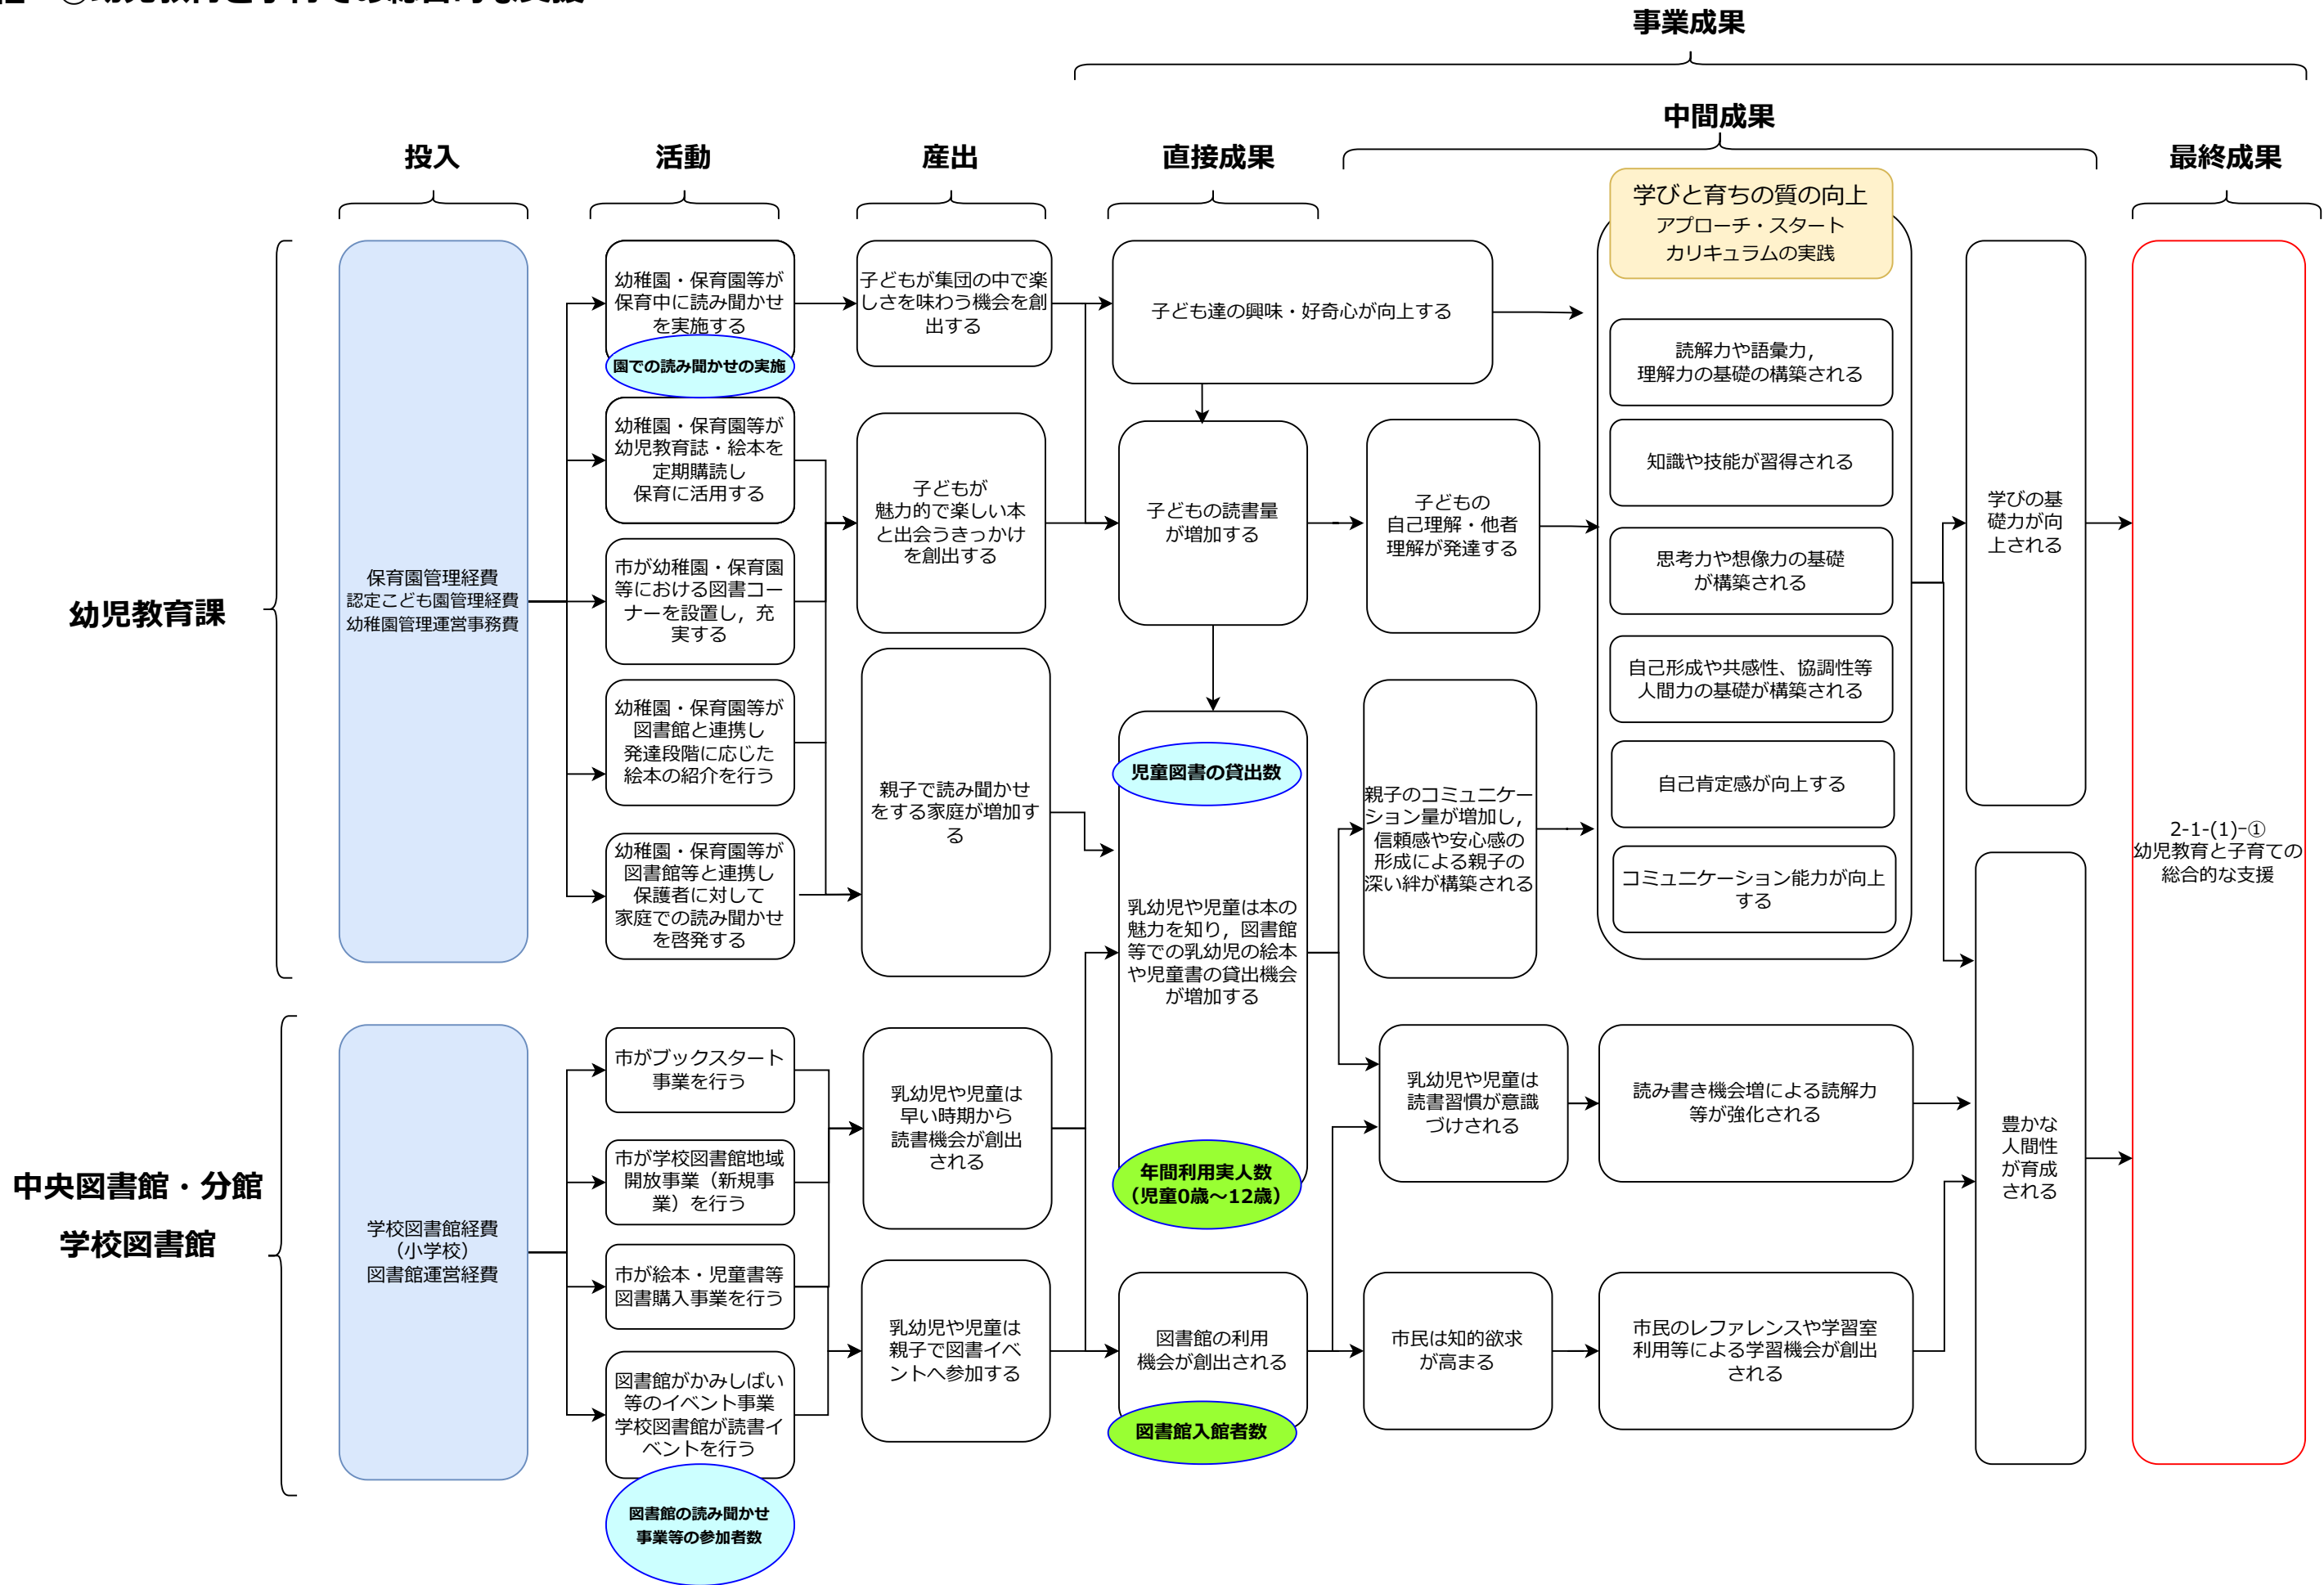 ①幼児教育と子育ての総合的な支援
事業成果
中間成果
投入
活動
産出
直接成果
最終成果
学びと育ちの質の向上
アプローチ・スタート
カリキュラムの実践
幼児教育課
保育園管理経費
認定こども園管理経費
幼稚園管理運営事務費
幼稚園・保育園等が
保育中に読み聞かせ
を実施する
園での読み聞かせの実施
幼稚園・保育園等が
幼児教育誌・絵本を
定期購読し
保育に活用する
市が幼稚園・保育園
等における図書コー
ナーを設置し，充
実する
幼稚園・保育園等が
図書館と連携し
発達段階に応じた
絵本の紹介を行う
幼稚園・保育園等が
図書館等と連携し
保護者に対して
家庭での読み聞かせ
を啓発する
子どもが集団の中で楽
しさを味わう機会を創
出する
子どもが
魅力的で楽しい本
と出会うきっかけ
を創出する
親子で読み聞かせ
をする家庭が増加す
る
子ども達の興味・好奇心が向上する
子どもの読書量
が増加する
児童図書の貸出数
乳幼児や児童は本の
魅力を知り，図書館
等での乳幼児の絵本
や児童書の貸出機会
が増加する
年間利用実人数
（児童0歳～12歳）
子どもの
自己理解・他者
理解が発達する
親子のコミュニケー
ション量が増加し，
信頼感や安心感の
形成による親子の
深い絆が構築される
読解力や語彙力，
理解力の基礎の構築される
知識や技能が習得される
思考力や想像力の基礎
が構築される
自己形成や共感性、協調性等
人間力の基礎が構築される
自己肯定感が向上する
コミュニケーション能力が向上
する
学びの基
礎力が向
上される
2-1-(1)-①
幼児教育と子育ての
総合的な支援
中央図書館・分館
学校図書館
学校図書館経費
（小学校）
図書館運営経費
市がブックスタート
事業を行う
市が学校図書館地域
開放事業（新規事
業）を行う
市が絵本・児童書等
図書購入事業を行う
図書館がかみしばい
等のイベント事業
学校図書館が読書イ
ベントを行う
図書館の読み聞かせ
事業等の参加者数
乳幼児や児童は
早い時期から
読書機会が創出
される
乳幼児や児童は
親子で図書イベ
ントへ参加する
図書館の利用
機会が創出される
図書館入館者数
乳幼児や児童は
読書習慣が意識
づけされる
市民は知的欲求
が高まる
読み書き機会増による読解力
等が強化される
市民のレファレンスや学習室
利用等による学習機会が創出
される
豊かな
人間性
が育成
される